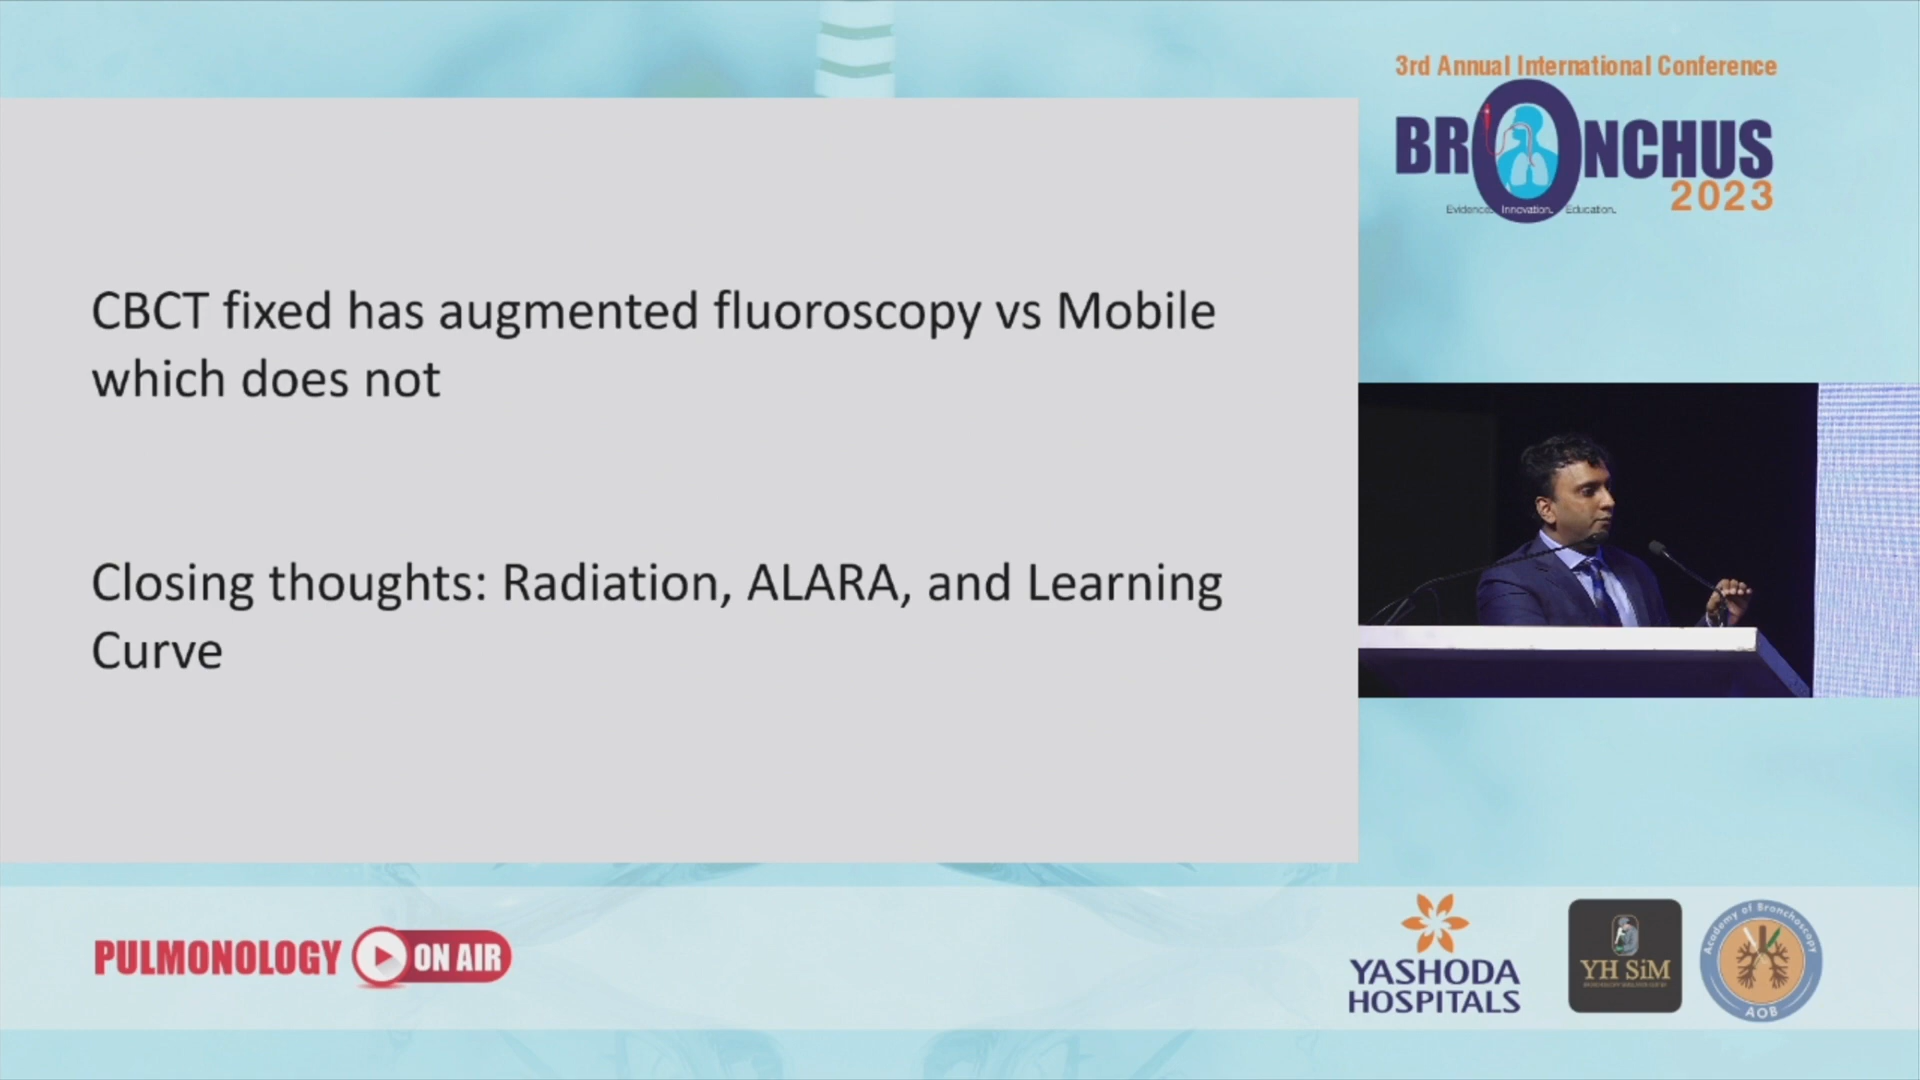 3rd Annual International Conference
BRONCHUS
2023
Evidence. Innovation. Education.
CBCT fixed has augmented fluoroscopy vs Mobile
which does not
Closing thoughts: Radiation, ALARA, and Learning
Curve
PULMONOLOGY ON AIR
YASHODA
HOSPITALS
YH SiM
Academy of Bronchoscopy
AOB